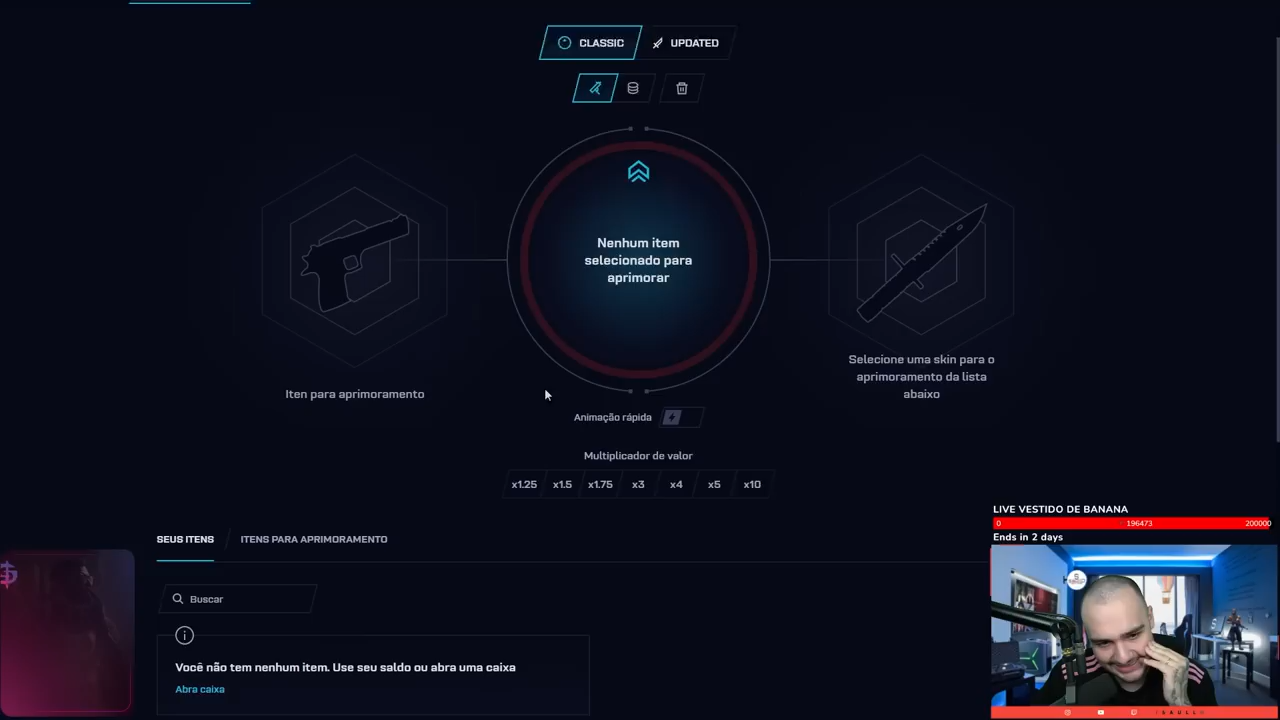 CLASSIC
UPDATED
Nenhum item
selecionado para
aprimorar
Iten para aprimoramento
Selecione uma skin para o
aprimoramento da lista
abaixo
Animação rápida
Multiplicador de valor
x1.25 x1.5 x1.75 x3 x4 x5 x10
LIVE VESTIDO DE BANANA
0 196473 200000
Ends in 2 days
SEUS ITENS
ITENS PARA APRIMORAMENTO
Buscar
Você não tem nenhum item. Use seu saldo ou abra uma caixa
Abra caixa